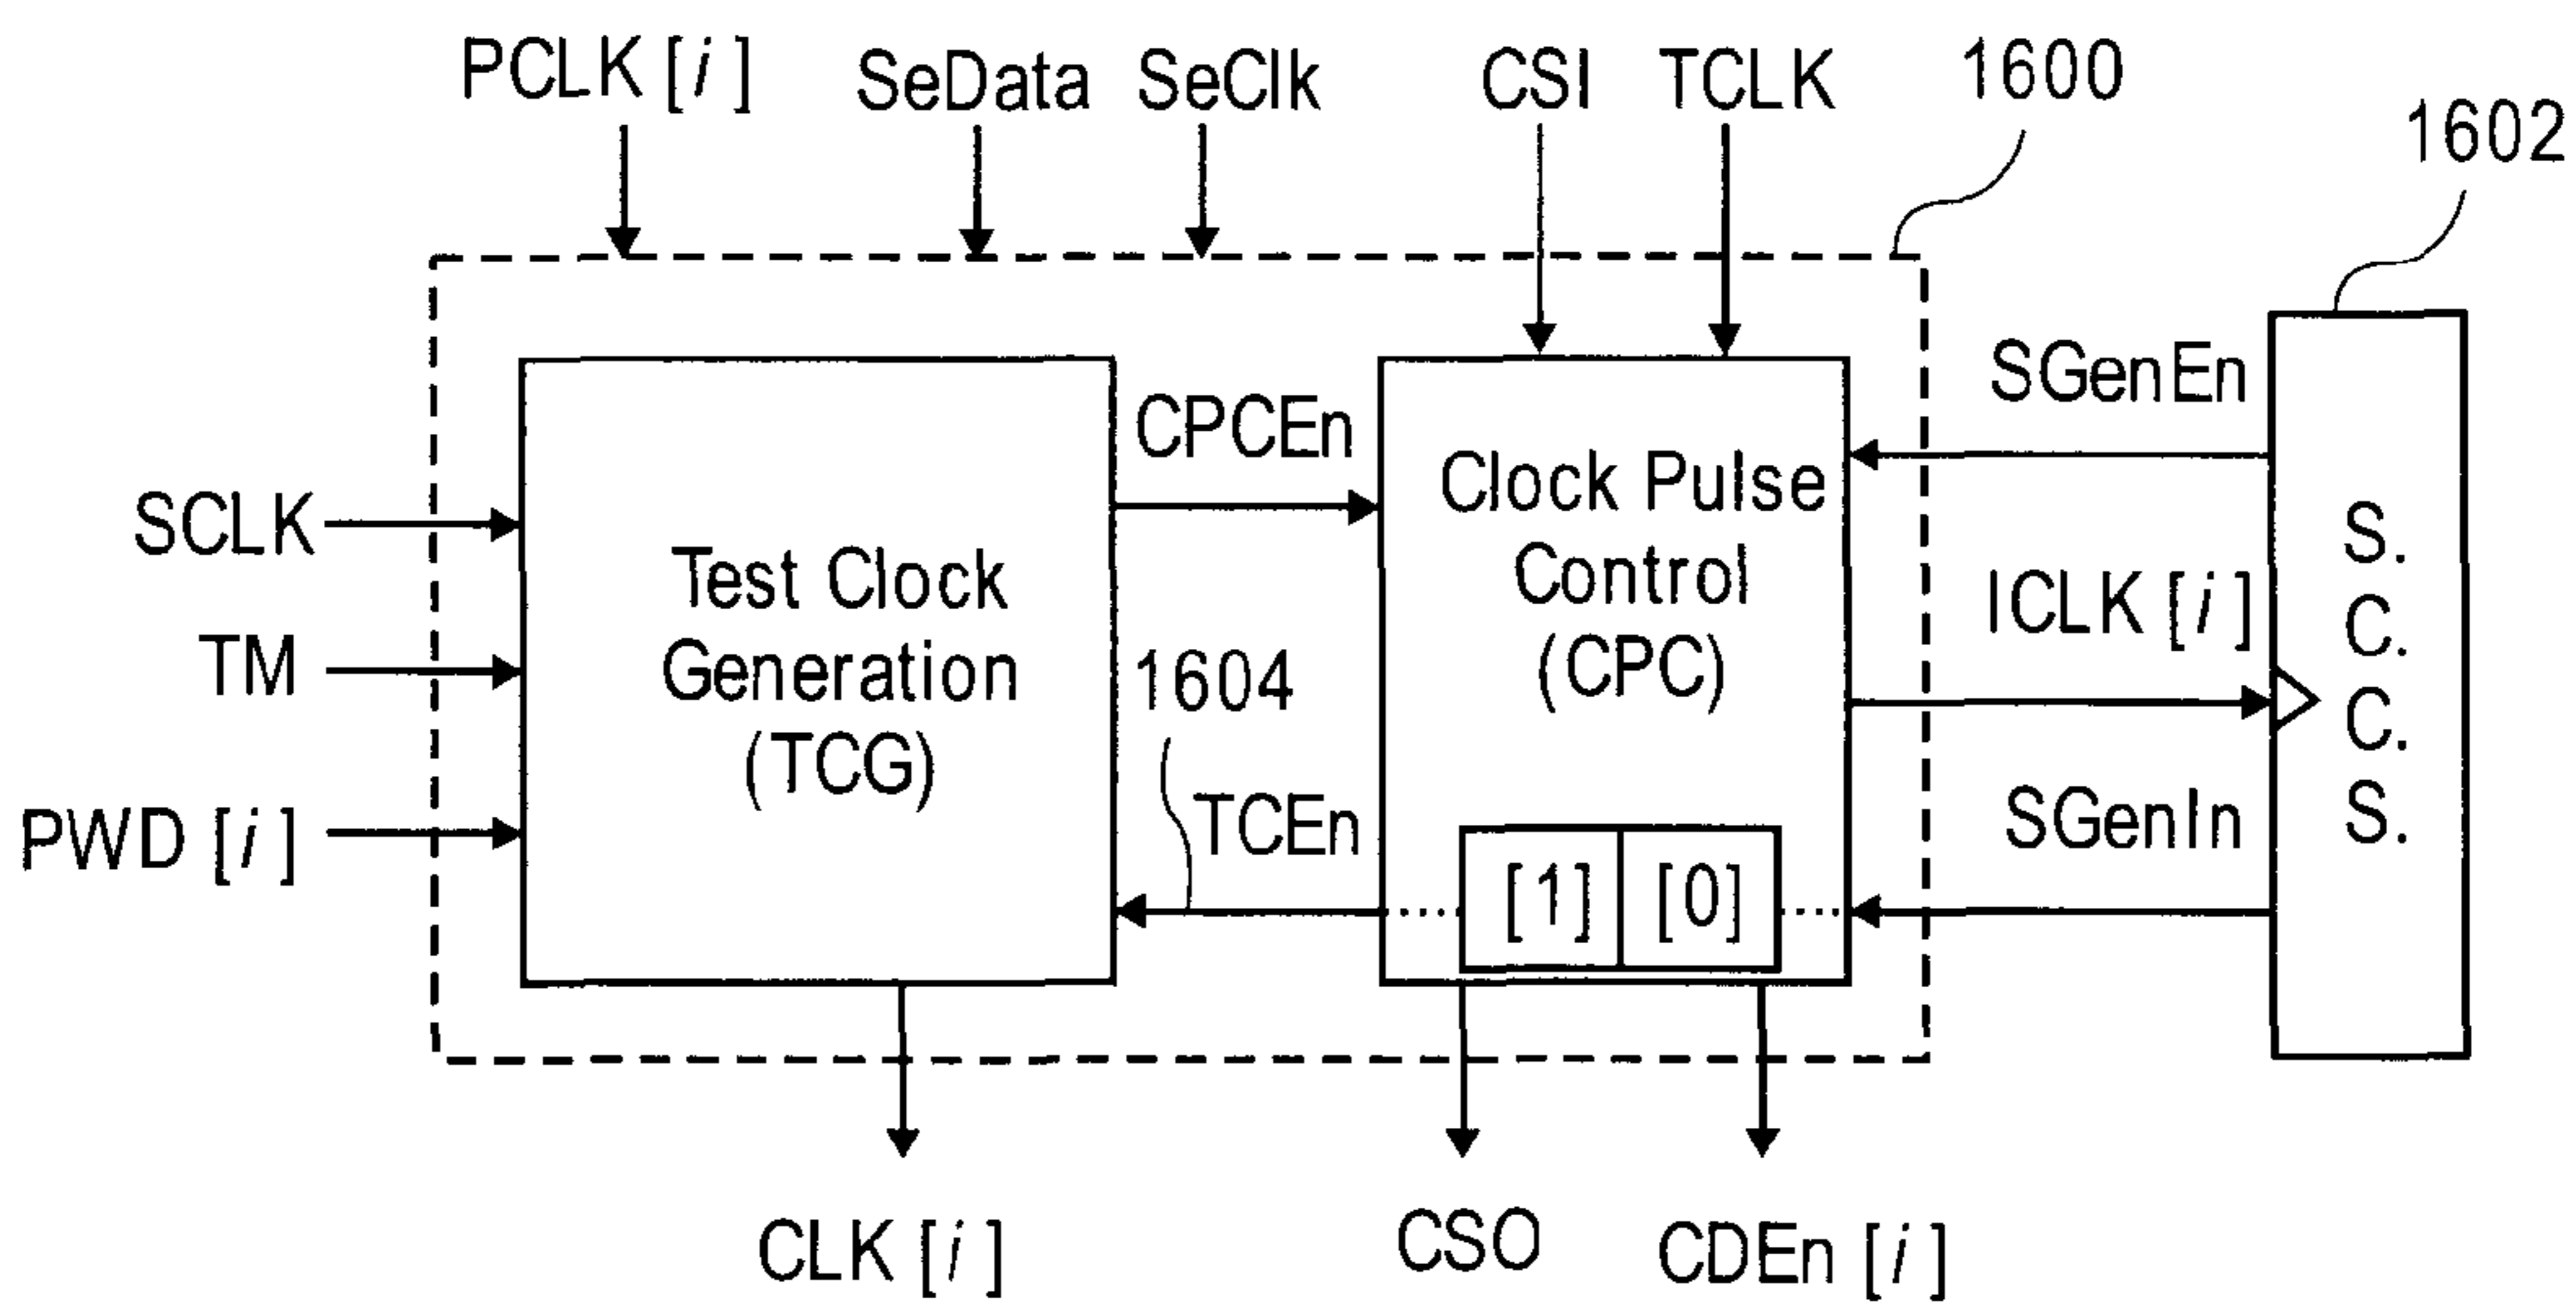 PCLK [i]
SeData
SeClk
CSI
TCLK
1600
1602
SCLK
TM
PWD [i]
Test Clock
Generation
(TCG)
CPCEn
1604
TCEn
Clock Pulse
Control
(CPC)
[1]
[0]
SGenEn
ICLK [i]
SGenIn
S.
C.
C.
S.
CLK [i]
CSO
CDEn [i]